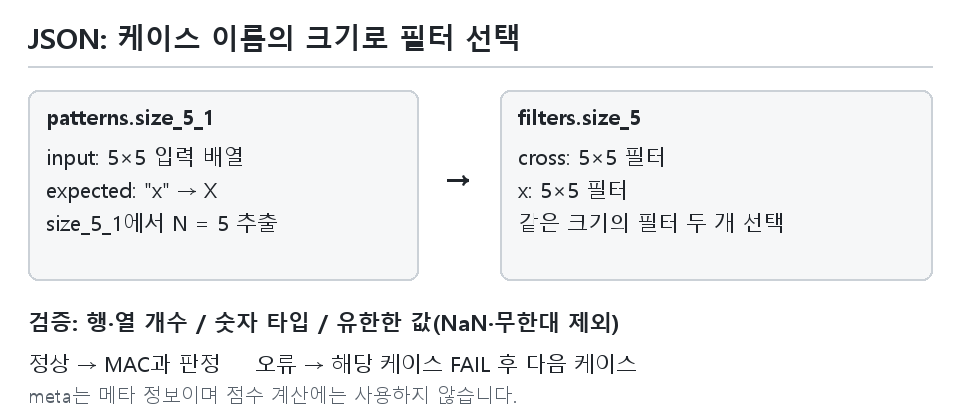 JSON: 케이스 이름의 크기로 필터 선택
patterns.size_5_1
input: 5×5 입력 배열
expected: "x" → X
size_5_1에서 N = 5 추출
→
filters.size_5
cross: 5×5 필터
x: 5×5 필터
같은 크기의 필터 두 개 선택
검증: 행·열 개수 / 숫자 타입 / 유한한 값(NaN·무한대 제외)
정상 → MAC과 판정 오류 → 해당 케이스 FAIL 후 다음 케이스
meta는 메타 정보이며 점수 계산에는 사용하지 않습니다.